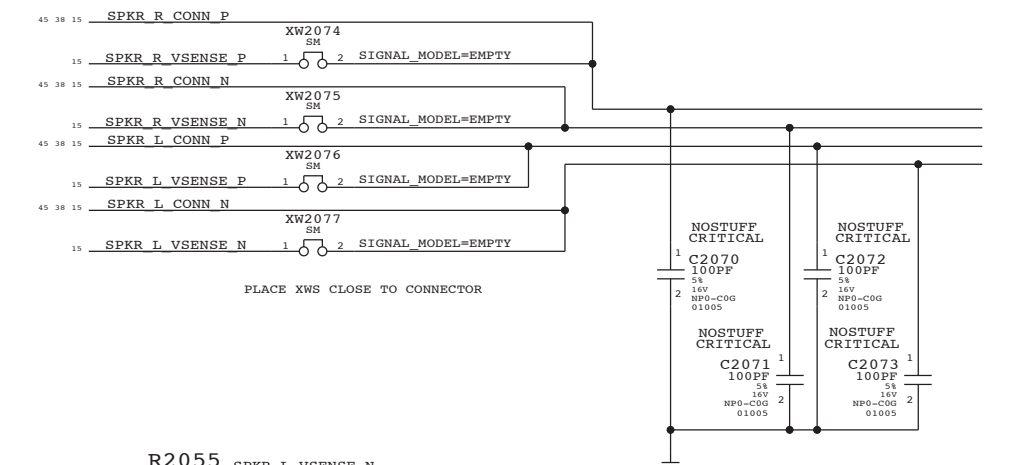 45 38 15 SPKR_R_CONN_P
XW2074
SM
15 SPKR_R_VSENSE_P 1 2 SIGNAL_MODEL=EMPTY
45 38 15 SPKR_R_CONN_N
XW2075
SM
15 SPKR_R_VSENSE_N 1 2 SIGNAL_MODEL=EMPTY
45 38 15 SPKR_L_CONN_P
XW2076
SM
15 SPKR_L_VSENSE_P 1 2 SIGNAL_MODEL=EMPTY
45 38 15 SPKR_L_CONN_N
XW2077
SM
15 SPKR_L_VSENSE_N 1 2 SIGNAL_MODEL=EMPTY
PLACE XWS CLOSE TO CONNECTOR
NOSTUFF
CRITICAL
1
C2070
100PF
5%
16V
2
NP0-C0G
01005
NOSTUFF
CRITICAL
1
C2072
100PF
5%
16V
2
NP0-C0G
01005
NOSTUFF
CRITICAL
1
C2071
100PF
5%
16V
2
NP0-C0G
01005
NOSTUFF
CRITICAL
1
C2073
100PF
5%
16V
2
NP0-C0G
01005
R2055 SPKR_L_VSENSE_N